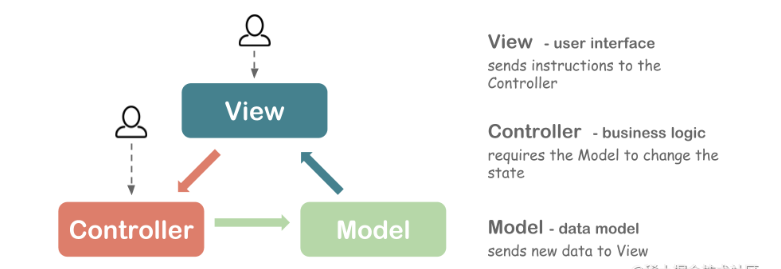 View
Controller
Model
View - user interface
sends instructions to the
Controller
Controller - business logic
requires the Model to change the
state
Model - data model
sends new data to View